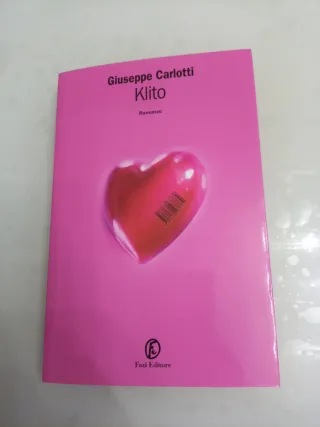 Giuseppe Carlotti
Klito
Romanzo
Fazi Editore